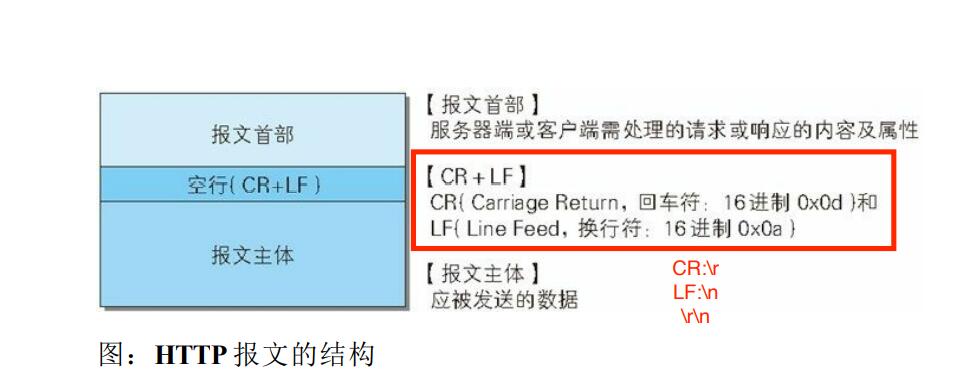 报文首部
空行（CR+LF）
报文主体
【报文首部】
服务器端或客户端需处理的请求或响应的内容及属性
【CR + LF】
CR（Carriage Return，回车符：16进制 0x0d）和
LF（Line Feed，换行符：16进制 0x0a）
【报文主体】
应被发送的数据
CR:\r
LF:\n
\r\n
图：HTTP 报文的结构